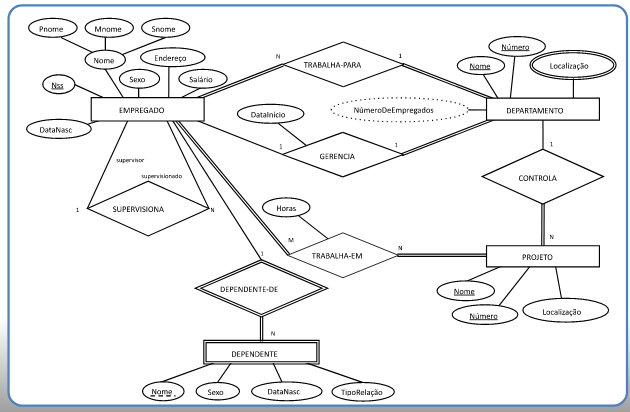 Pnome Mnome Snome
Nome
Endereço
Nss
Sexo
Salário
DataNasc
EMPREGADO
N
TRABALHA-PARA
1
Nome
Número
Localização
DEPARTAMENTO
NúmeroDeEmpregados
DataInício
1
GERENCIA
1
supervisor
supervisionado
1
SUPERVISIONA
N
1
CONTROLA
N
Horas
M
TRABALHA-EM
N
PROJETO
Nome
Número
Localização
1
DEPENDENTE-DE
N
DEPENDENTE
Nome
Sexo
DataNasc
TipoRelação